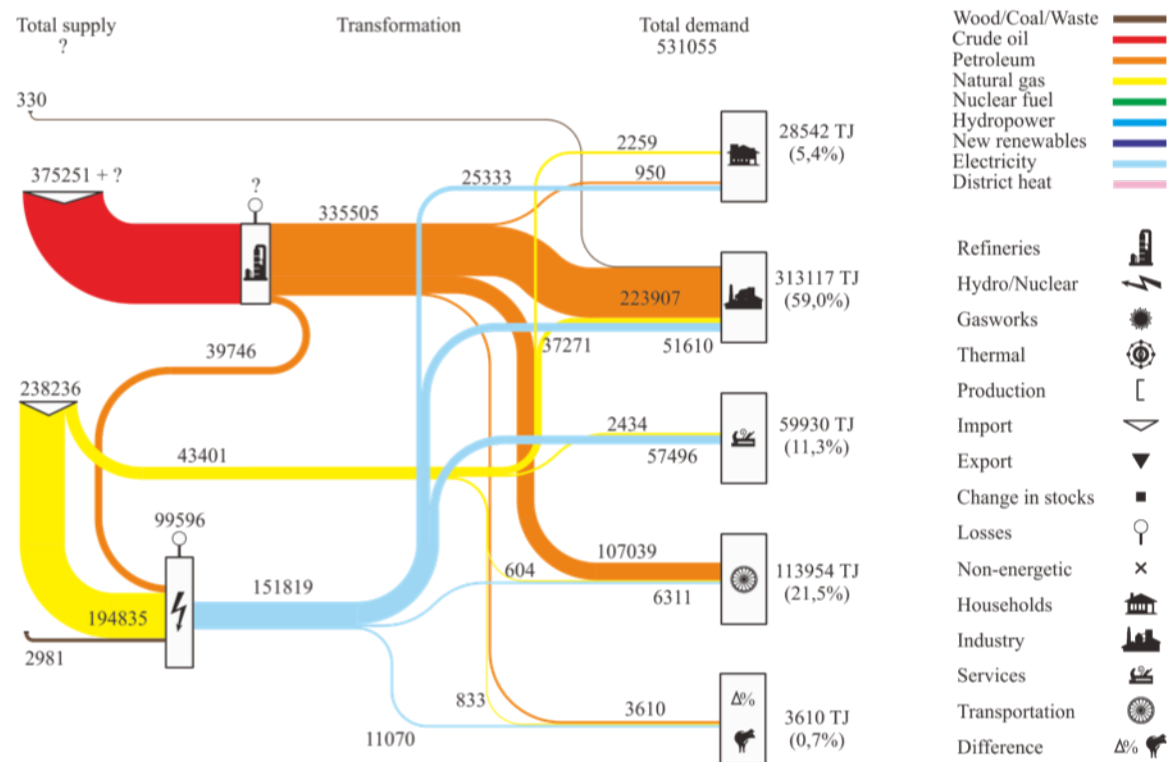 Total supply
?
Transformation
Total demand
531055
330
375251 + ?
?
335505
39746
238236
43401
99596
194835
2981
151819
25333
2259
950
28542 TJ
(5,4%)
223907
37271
51610
313117 TJ
(59,0%)
2434
57496
59930 TJ
(11,3%)
107039
604
6311
113954 TJ
(21,5%)
833
3610
11070
Δ%
3610 TJ
(0,7%)
Wood/Coal/Waste
Crude oil
Petroleum
Natural gas
Nuclear fuel
Hydropower
New renewables
Electricity
District heat
Refineries
Hydro/Nuclear
Gasworks
Thermal
Production
Import
Export
Change in stocks
Losses
Non-energetic
Households
Industry
Services
Transportation
Difference Δ%